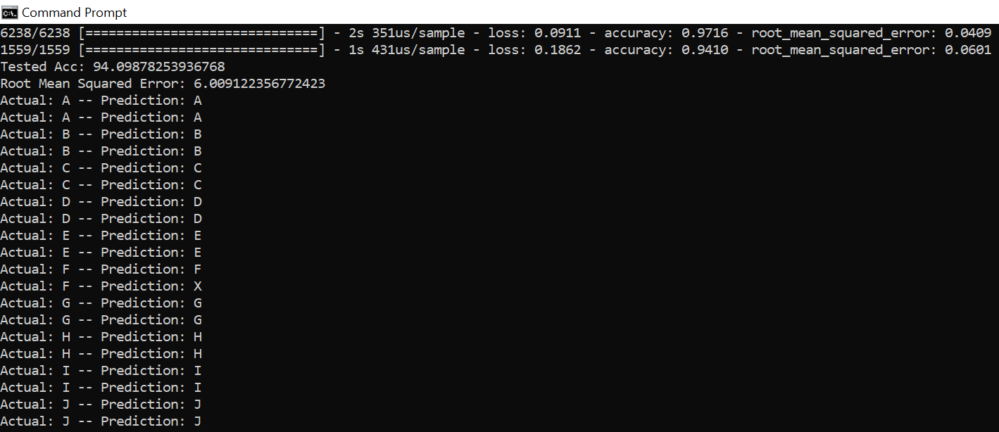 Command Prompt
6238/6238 [==============================] - 2s 351us/sample - loss: 0.0911 - accuracy: 0.9716 - root_mean_squared_error: 0.0409
1559/1559 [==============================] - 1s 431us/sample - loss: 0.1862 - accuracy: 0.9410 - root_mean_squared_error: 0.0601
Tested Acc: 94.09878253936768
Root Mean Squared Error: 6.009122356772423
Actual: A -- Prediction: A
Actual: A -- Prediction: A
Actual: B -- Prediction: B
Actual: B -- Prediction: B
Actual: C -- Prediction: C
Actual: C -- Prediction: C
Actual: D -- Prediction: D
Actual: D -- Prediction: D
Actual: E -- Prediction: E
Actual: E -- Prediction: E
Actual: F -- Prediction: F
Actual: F -- Prediction: X
Actual: G -- Prediction: G
Actual: G -- Prediction: G
Actual: H -- Prediction: H
Actual: H -- Prediction: H
Actual: I -- Prediction: I
Actual: I -- Prediction: I
Actual: J -- Prediction: J
Actual: J -- Prediction: J